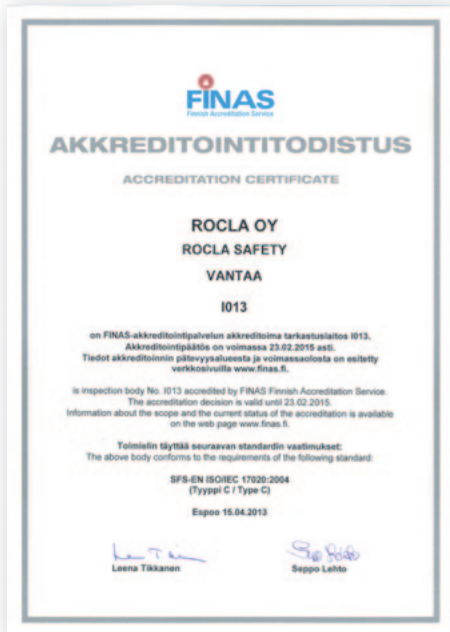 FINAS
Finnish Accreditation Service
AKKREDITOINTITODISTUS
ACCREDITATION CERTIFICATE
ROCLA OY
ROCLA SAFETY
VANTAA
I013
on FINAS-akkreditointipalvelun akkreditoima tarkastuslaitos I013.
Akkreditointipäätös on voimassa 23.02.2015 asti.
Tiedot akkreditoinnin pätevyysalueesta ja voimassaolosta on esitetty
verkkosivuilla www.finas.fi.
is inspection body No. I013 accredited by FINAS Finnish Accreditation Service.
The accreditation decision is valid until 23.02.2015.
Information about the scope and the current status of the accreditation is available
on the web page www.finas.fi.
Toimielin täyttää seuraavan standardin vaatimukset:
The above body conforms to the requirements of the following standard:
SFS-EN ISO/IEC 17020:2004
(Tyyppi C / Type C)
Espoo 15.04.2013
Leena Tikkanen Seppo Lehto